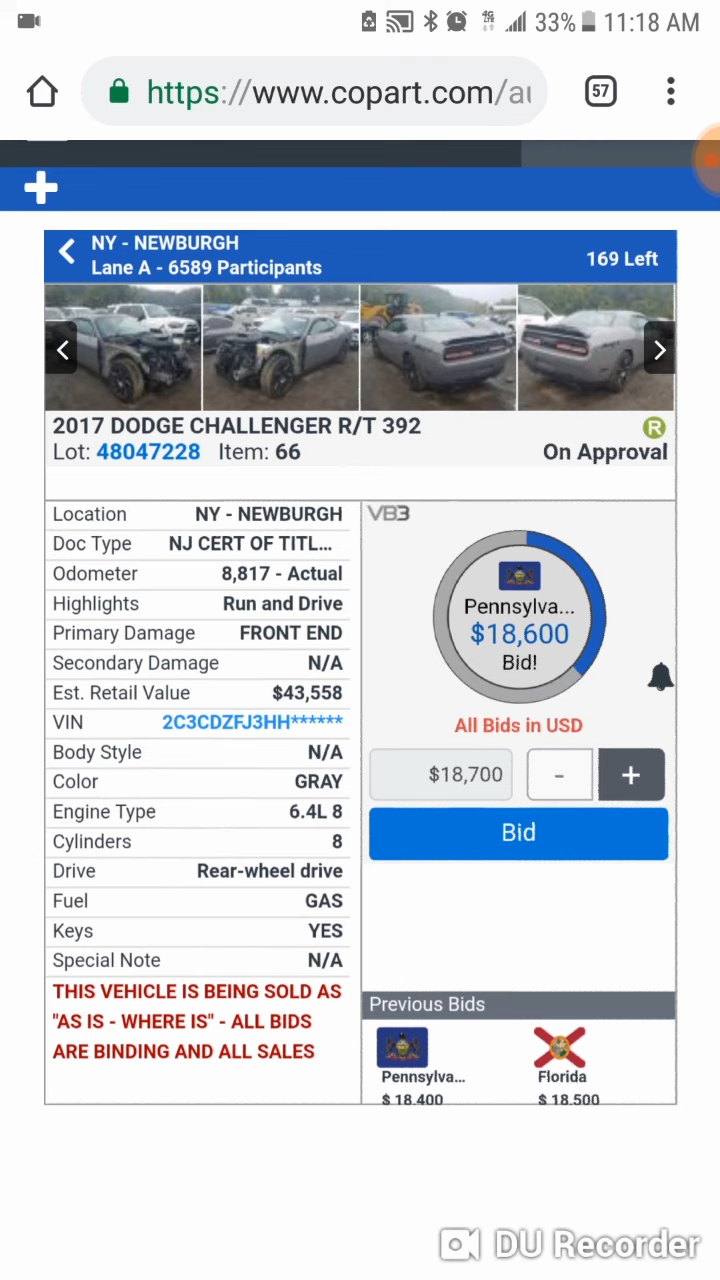 4G
33%
11:18 AM
https://www.copart.com/au
57
NY - NEWBURGH
Lane A - 6589 Participants
169 Left
2017 DODGE CHALLENGER R/T 392
R
Lot: 48047228 Item: 66
On Approval
Location NY - NEWBURGH
Doc Type NJ CERT OF TITL...
Odometer 8,817 - Actual
Highlights Run and Drive
Primary Damage FRONT END
Secondary Damage N/A
Est. Retail Value $43,558
VIN 2C3CDZFJ3HH******
Body Style N/A
Color GRAY
Engine Type 6.4L 8
Cylinders 8
Drive Rear-wheel drive
Fuel GAS
Keys YES
Special Note N/A
THIS VEHICLE IS BEING SOLD AS
"AS IS - WHERE IS" - ALL BIDS
ARE BINDING AND ALL SALES
VB3
Pennsylva...
$18,600
Bid!
All Bids in USD
$18,700
-
+
Bid
Previous Bids
Pennsylva... Florida
$ 18,400 $ 18,500
DU Recorder